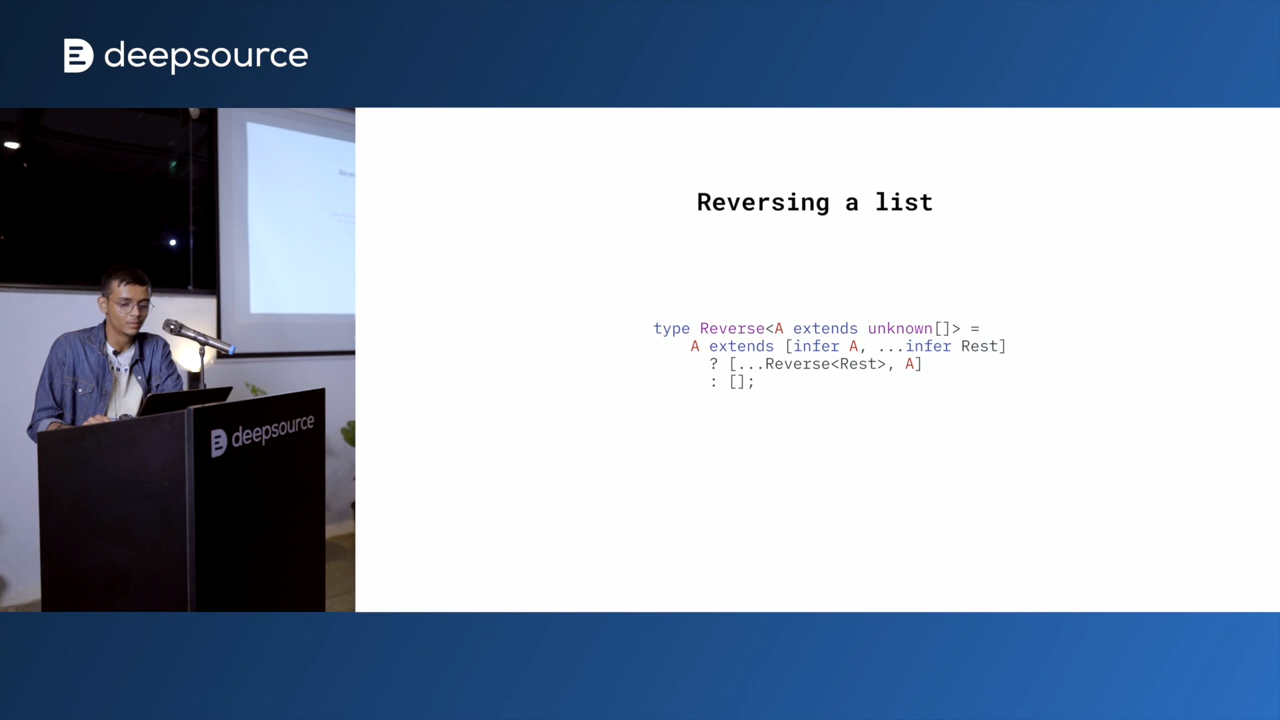 deepsource
Reversing a list
type Reverse<A extends unknown[]> =
A extends [infer A, ...infer Rest]
? [...Reverse<Rest>, A]
: [];
deepsource